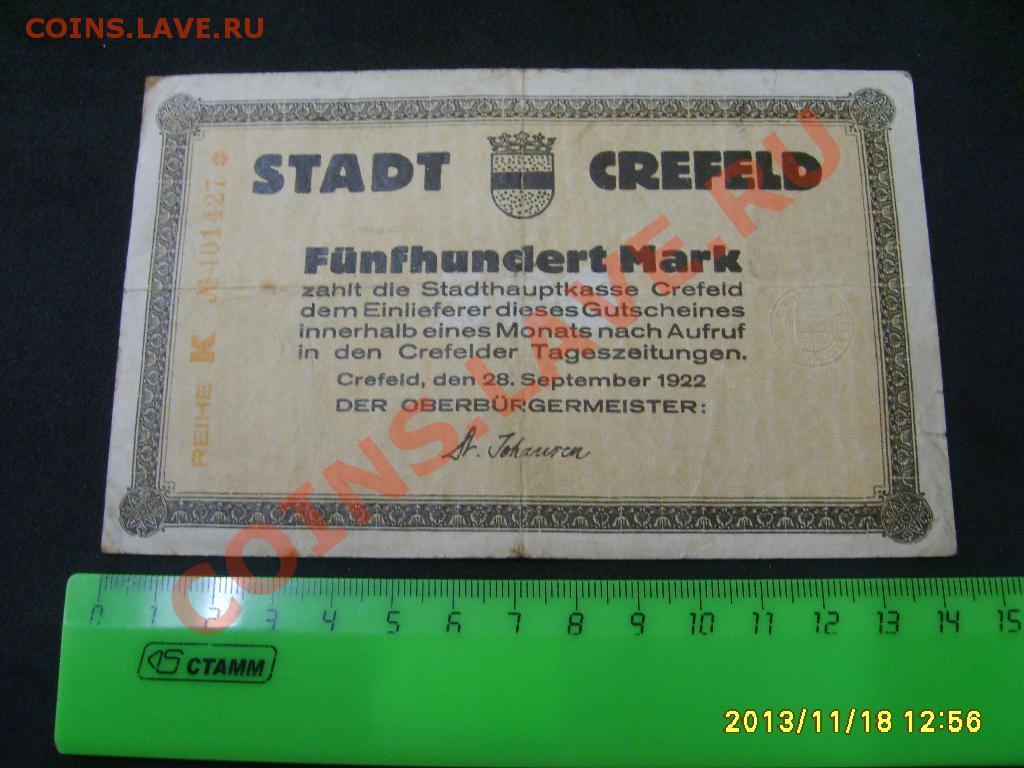 COINS.LAVE.RU
STADT CREFELD
Fünfhundert Mark
zahlt die Stadthauptkasse Crefeld
dem Einlieferer dieses Gutscheines
innerhalb eines Monats nach Aufruf
in den Crefelder Tageszeitungen.
Crefeld, den 28. September 1922
DER OBERBÜRGERMEISTER:
Dr. Johansen
REIHE K № 401427 *
COINS.LAVE.RU
0 1 2 3 4 5 6 7 8 9 10 11 12 13 14 15
СТАММ
2013/11/18 12:56